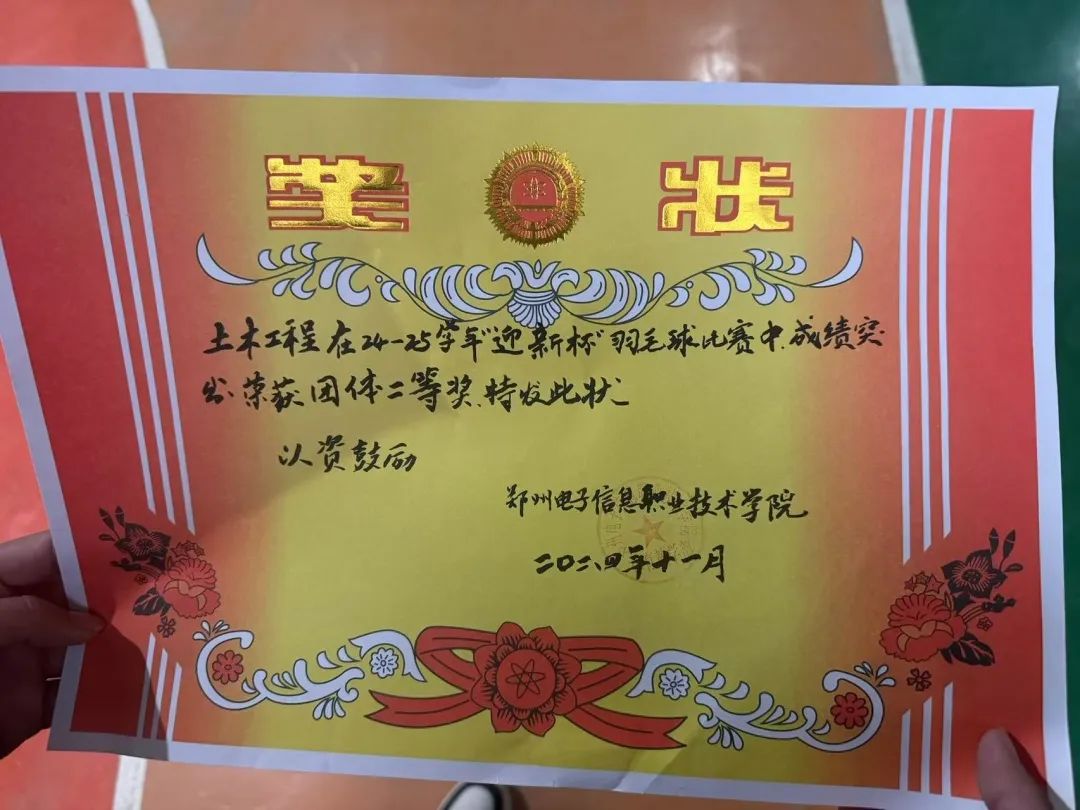 奖 状
土木工程在24-25学年"迎新杯"羽毛球比赛中.成绩突
出.荣获团体二等奖.特发此状
以资鼓励
郑州电子信息职业技术学院
二〇二四年十一月